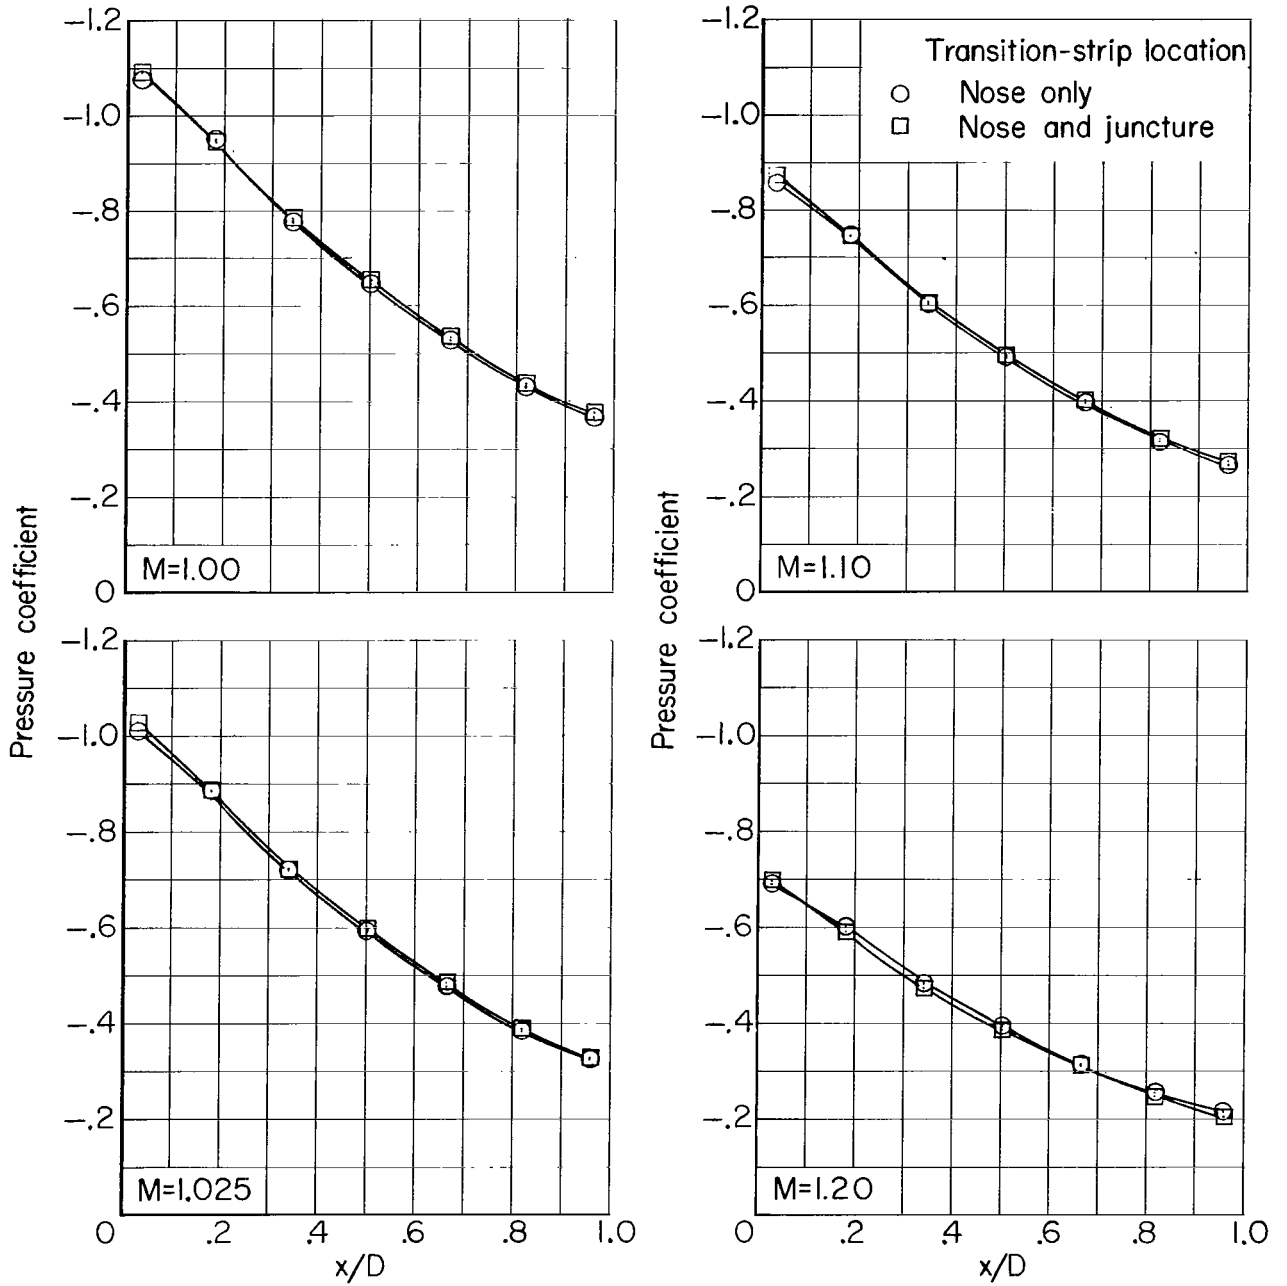 Pressure coefficient
−1.2
−1.0
−.8
−.6
−.4
−.2
0
M=1.00
−1.2
−1.0
−.8
−.6
−.4
−.2
0
Transition-strip location
Nose only
Nose and juncture
M=1.10
Pressure coefficient
−1.2
−1.0
−.8
−.6
−.4
−.2
0
M=1.025
0 .2 .4 .6 .8 1.0
x/D
−1.2
−1.0
−.8
−.6
−.4
−.2
M=1.20
0 .2 .4 .6 .8 1.0
x/D